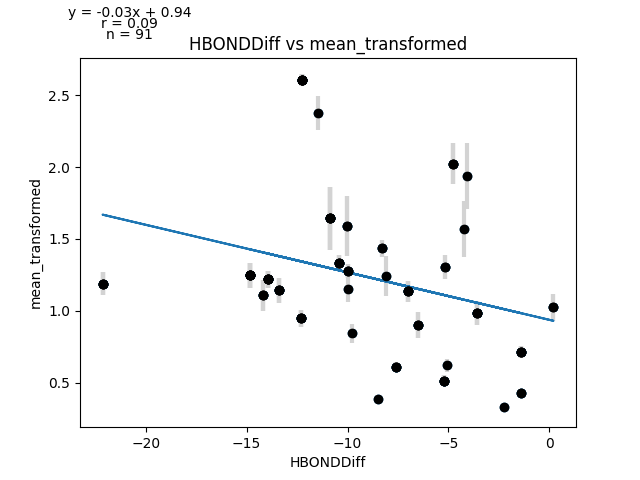 y = -0.03x + 0.94
r = 0.09
n = 91
HBONDDiff vs mean_transformed
mean_transformed
2.5
2.0
1.5
1.0
0.5
−20
−15
−10
−5
0
HBONDDiff